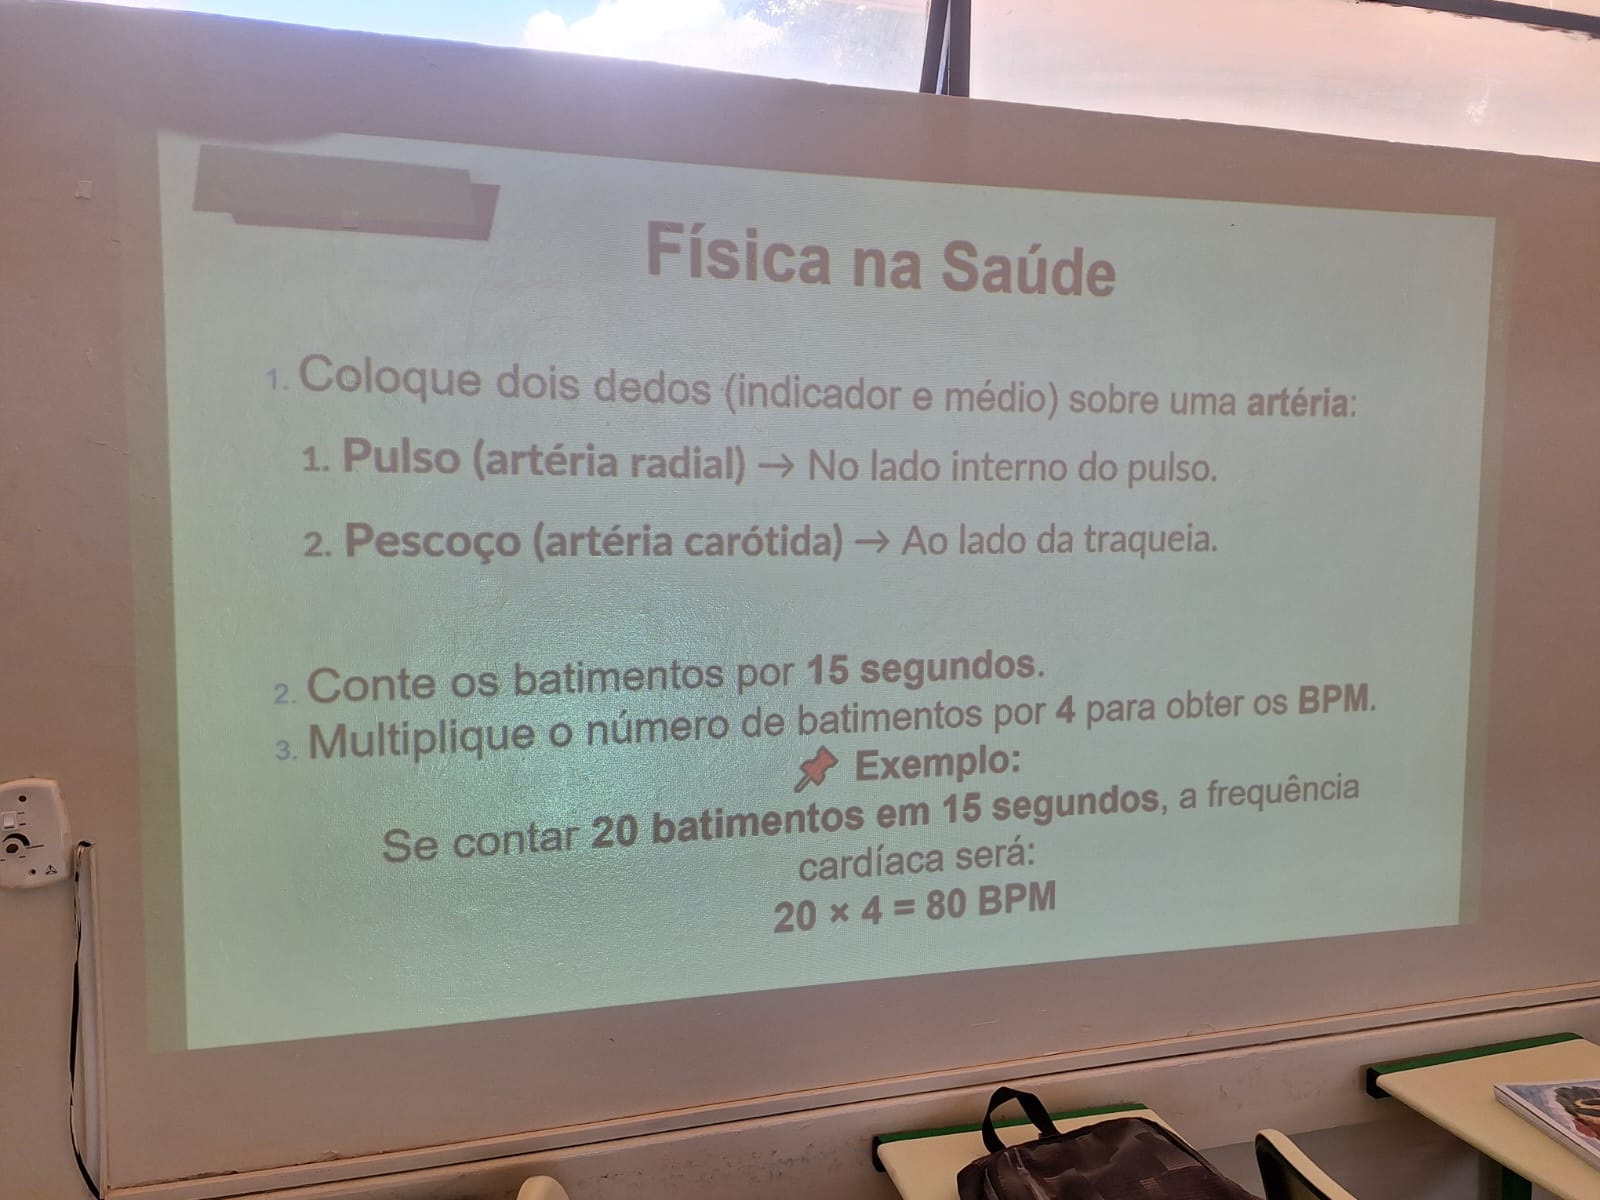 Física na Saúde
1. Coloque dois dedos (indicador e médio) sobre uma artéria:
1. Pulso (artéria radial) → No lado interno do pulso.
2. Pescoço (artéria carótida) → Ao lado da traqueia.
2. Conte os batimentos por 15 segundos.
3. Multiplique o número de batimentos por 4 para obter os BPM.
📌 Exemplo:
Se contar 20 batimentos em 15 segundos, a frequência
cardíaca será:
20 × 4 = 80 BPM